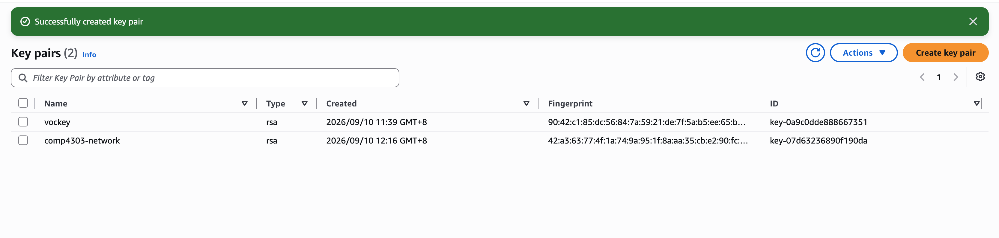 Successfully created key pair
Key pairs (2) Info
Actions
Create key pair
Filter Key Pair by attribute or tag
1
Name Type Created Fingerprint ID
vockey rsa 2026/09/10 11:39 GMT+8 90:42:c1:85:dc:56:84:7a:59:21:de:7f:5a:b5:ee:65:b... key-0a9c0dde888667351
comp4303-network rsa 2026/09/10 12:16 GMT+8 42:a3:63:77:4f:1a:74:9a:95:1f:8a:aa:35:cb:e2:90:fc:... key-07d63236890f190da